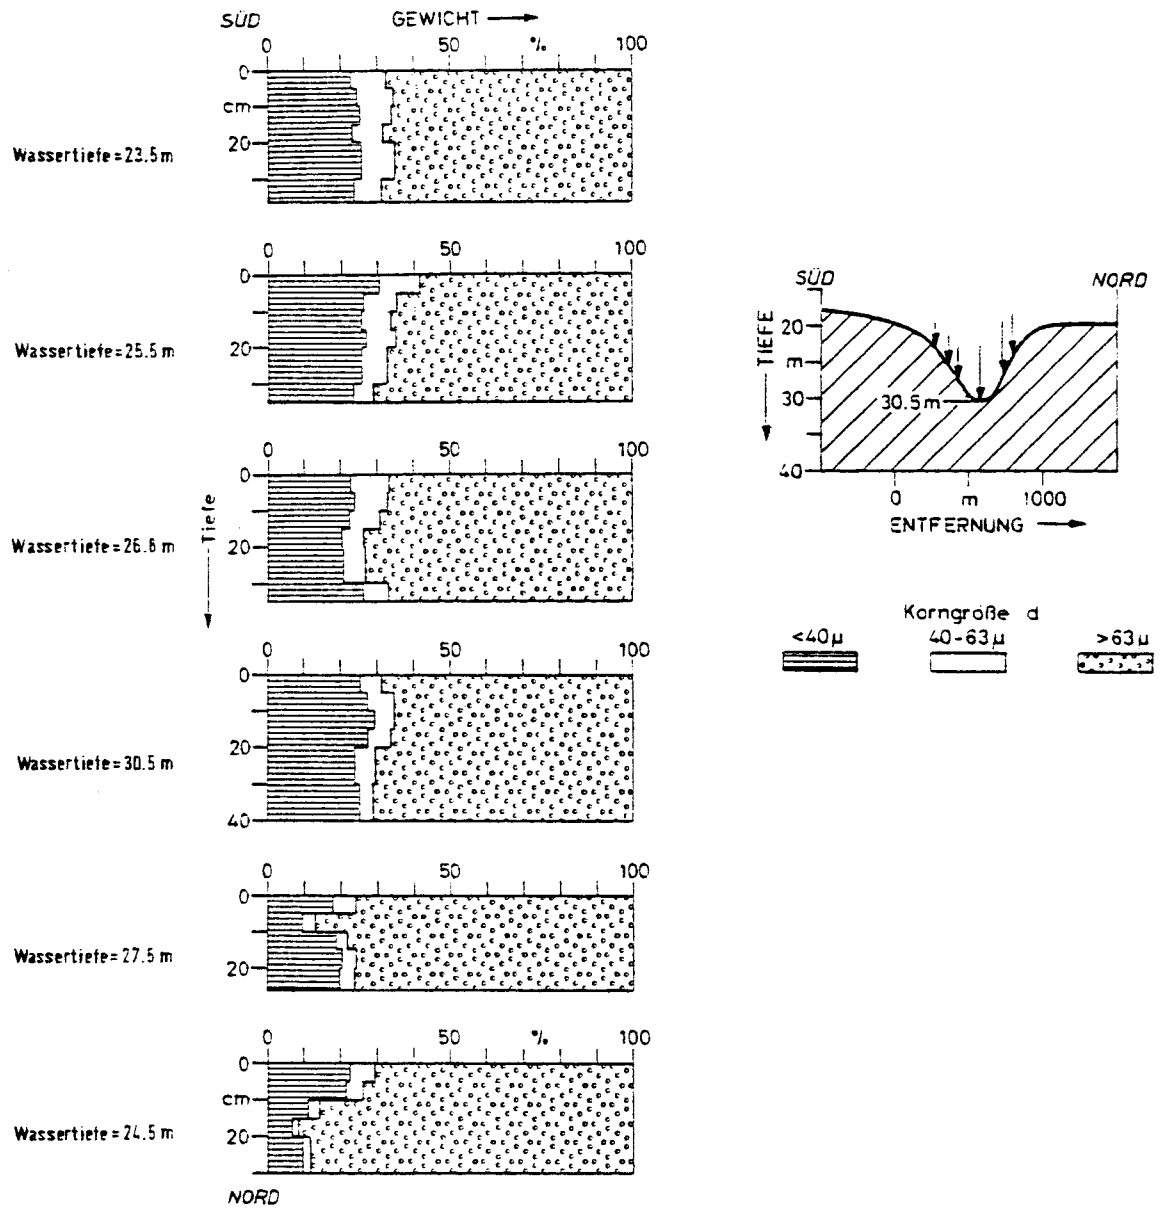 SÜD GEWICHT
0 50 % 100
0
cm
20
Wassertiefe=23.5 m
0 50 100
0
20
Wassertiefe=25.5 m
0 50 100
0
20
Wassertiefe=26.6 m
Tiefe
0 50 100
0
20
40
Wassertiefe=30.5 m
0 50 100
0
20
Wassertiefe=27.5 m
0 50 % 100
0
cm
20
Wassertiefe=24.5 m
NORD
SÜD NORD
TIEFE
20
m
30
40
30.5 m
0 m 1000
ENTFERNUNG
Korngröße d
<40µ 40-63µ >63µ